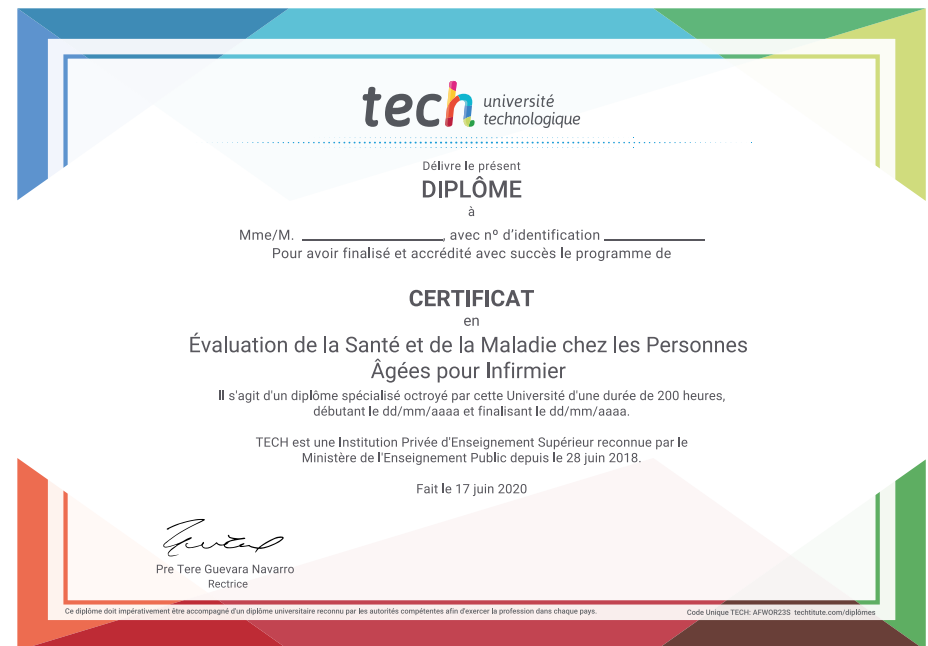 tech université
technologique
Délivre le présent
DIPLÔME
à
Mme/M. ____________, avec nº d'identification ____________
Pour avoir finalisé et accrédité avec succès le programme de
CERTIFICAT
en
Évaluation de la Santé et de la Maladie chez les Personnes
Âgées pour Infirmier
Il s'agit d'un diplôme spécialisé octroyé par cette Université d'une durée de 200 heures,
débutant le dd/mm/aaaa et finalisant le dd/mm/aaaa.
TECH est une Institution Privée d'Enseignement Supérieur reconnue par le
Ministère de l'Enseignement Public depuis le 28 juin 2018.
Fait le 17 juin 2020
Pre Tere Guevara Navarro
Rectrice
Ce diplôme doit impérativement être accompagné d'un diplôme universitaire reconnu par les autorités compétentes afin d'exercer la profession dans chaque pays.
Code Unique TECH: AFWOR23S techtitute.com/diplômes